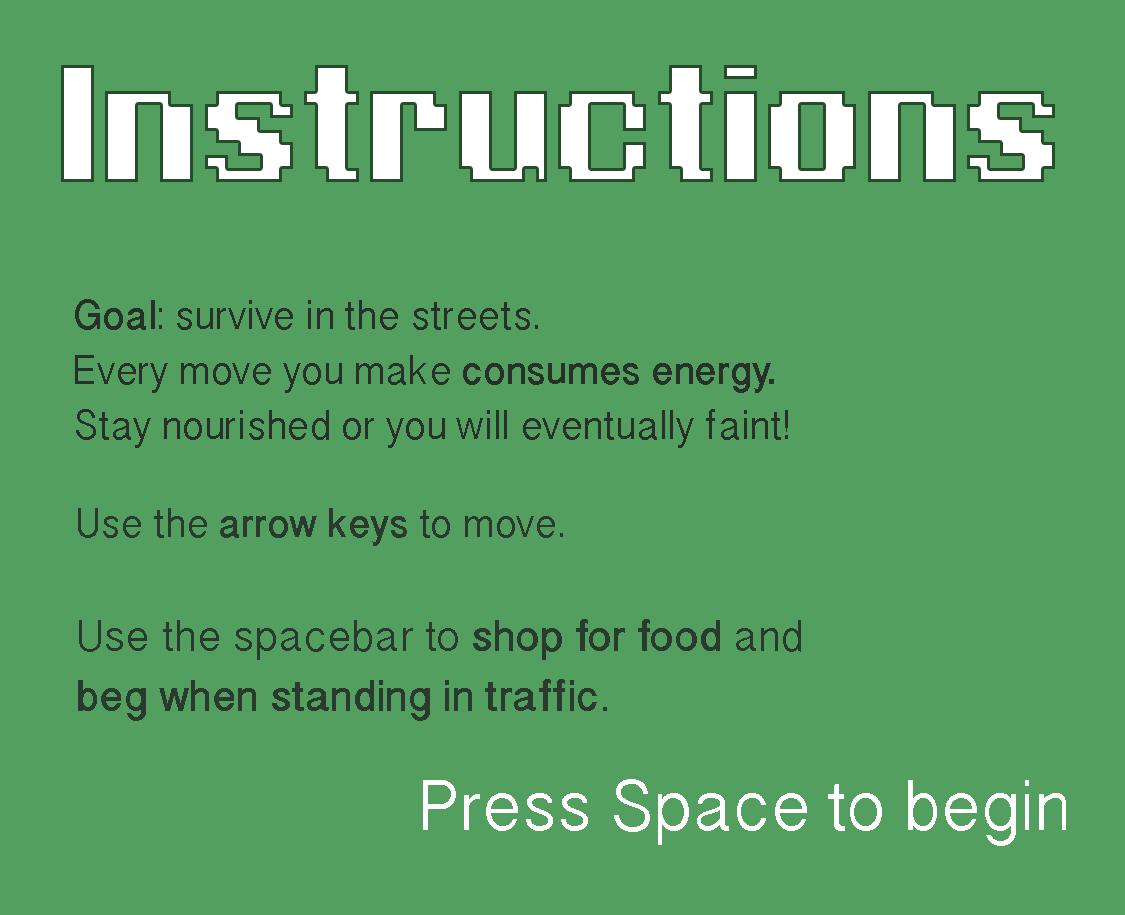 Instructions
Goal: survive in the streets.
Every move you make consumes energy.
Stay nourished or you will eventually faint!
Use the arrow keys to move.
Use the spacebar to shop for food and
beg when standing in traffic.
Press Space to begin